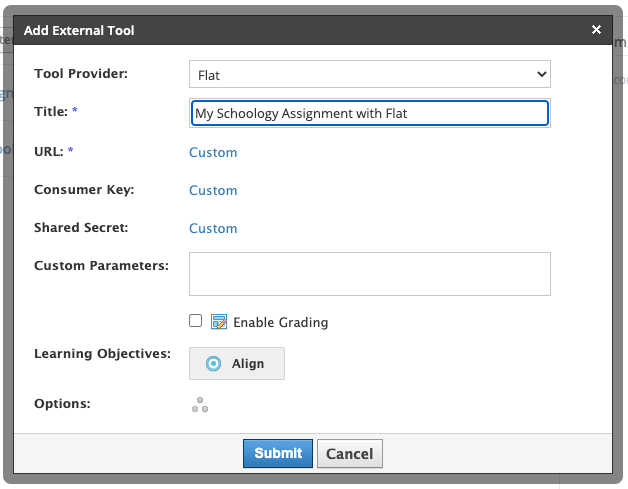 Add External Tool
Tool Provider: Flat
Title: * My Schoology Assignment with Flat
URL: * Custom
Consumer Key: Custom
Shared Secret: Custom
Custom Parameters:
Enable Grading
Learning Objectives: Align
Options:
Submit Cancel